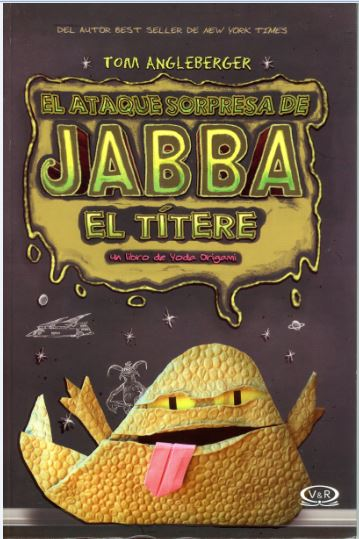 DEL AUTOR BEST SELLER DE NEW YORK TIMES
TOM ANGLEBERGER
EL ATAQUE SORPRESA DE
JABBA
EL TÍTERE
un libro de Yoda Origami
V&R